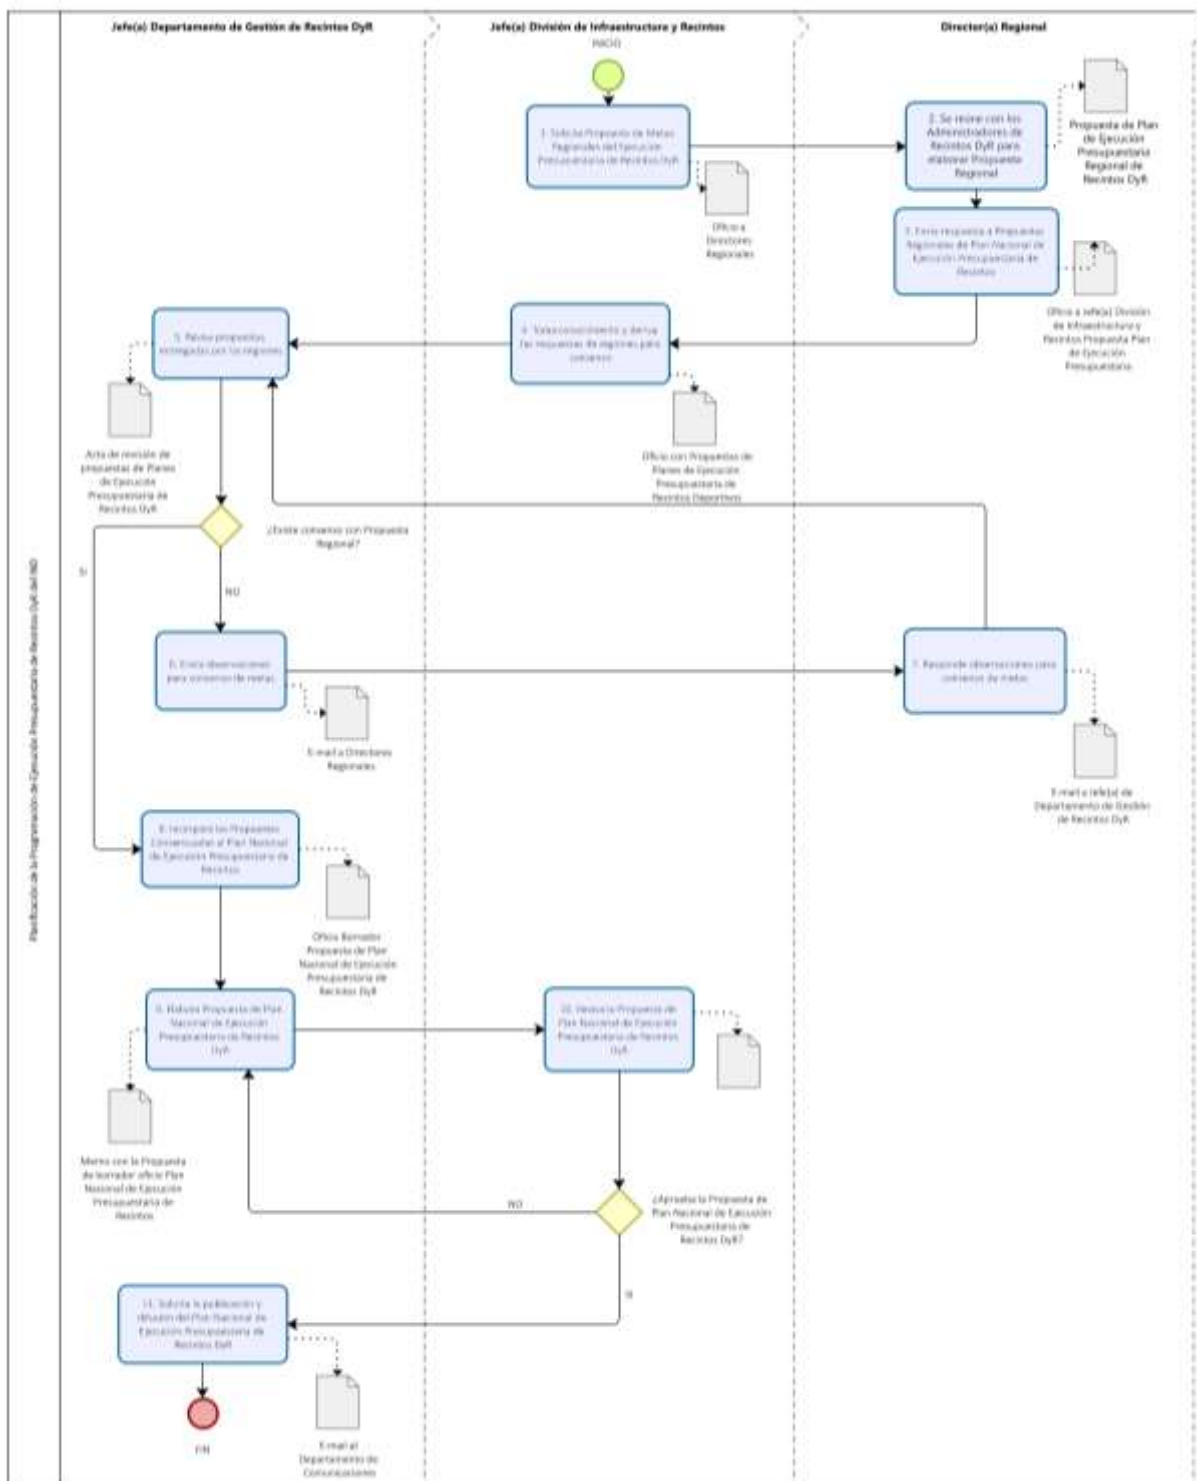 Jefe(a) Departamento de Gestión de Recintos DyR
Jefe(a) División de Infraestructura y Recintos
Director(a) Regional
INICIO
1. Solicita Propuesta de Metas
Regionales del Ejecución
Presupuestaria de Recintos DyR
Oficio a
Directores
Regionales
2. Se reúne con los
Administradores de
Recintos DyR para
elaborar Propuesta
Regional
Propuesta de Plan
de Ejecución
Presupuestaria
Regional de
Recintos DyR
3. Envía respuesta a Propuestas
Regionales de Plan Nacional de
Ejecución Presupuestaria de
Recintos
Oficio a Jefe(a) División
de Infraestructura y
Recintos Propuesta Plan
de Ejecución
Presupuestaria
4. Toma conocimiento y deriva
las respuestas de regiones para
consenso
Oficio con Propuestas de
Planes de Ejecución
Presupuestaria de
Recintos Deportivos
5. Revisa propuestas
entregadas por las regiones
Acta de revisión de
propuestas de Planes
de Ejecución
Presupuestaria de
Recintos DyR
¿Existe consenso con Propuesta
Regional?
SI
NO
6. Envía observaciones
para consenso de metas
E-mail a Directores
Regionales
7. Responde observaciones para
consenso de metas
E-mail a Jefe(a) de
Departamento de Gestión
de Recintos DyR
8. Incorpora las Propuestas
Consensuadas al Plan Nacional
de Ejecución Presupuestaria de
Recintos
Oficio Borrador
Propuesta de Plan
Nacional de Ejecución
Presupuestaria de
Recintos DyR
9. Elabora Propuesta de Plan
Nacional de Ejecución
Presupuestaria de Recintos
DyR
Memo con la Propuesta
de borrador oficio Plan
Nacional de Ejecución
Presupuestaria de
Recintos
10. Revisa la Propuesta de
Plan Nacional de Ejecución
Presupuestaria de Recintos
DyR
¿Aprueba la Propuesta de
Plan Nacional de Ejecución
Presupuestaria de
Recintos DyR?
NO
SI
11. Solicita la publicación y
difusión del Plan Nacional de
Ejecución Presupuestaria de
Recintos DyR
E-mail al
Departamento de
Comunicaciones
FIN
Planificación de la Programación de Ejecución Presupuestaria de Recintos DyR del IND